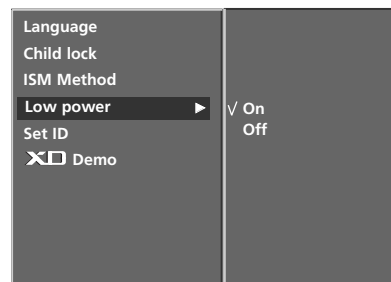 Language
Child lock
ISM Method
Low power ► √ On
Set ID Off
XD Demo